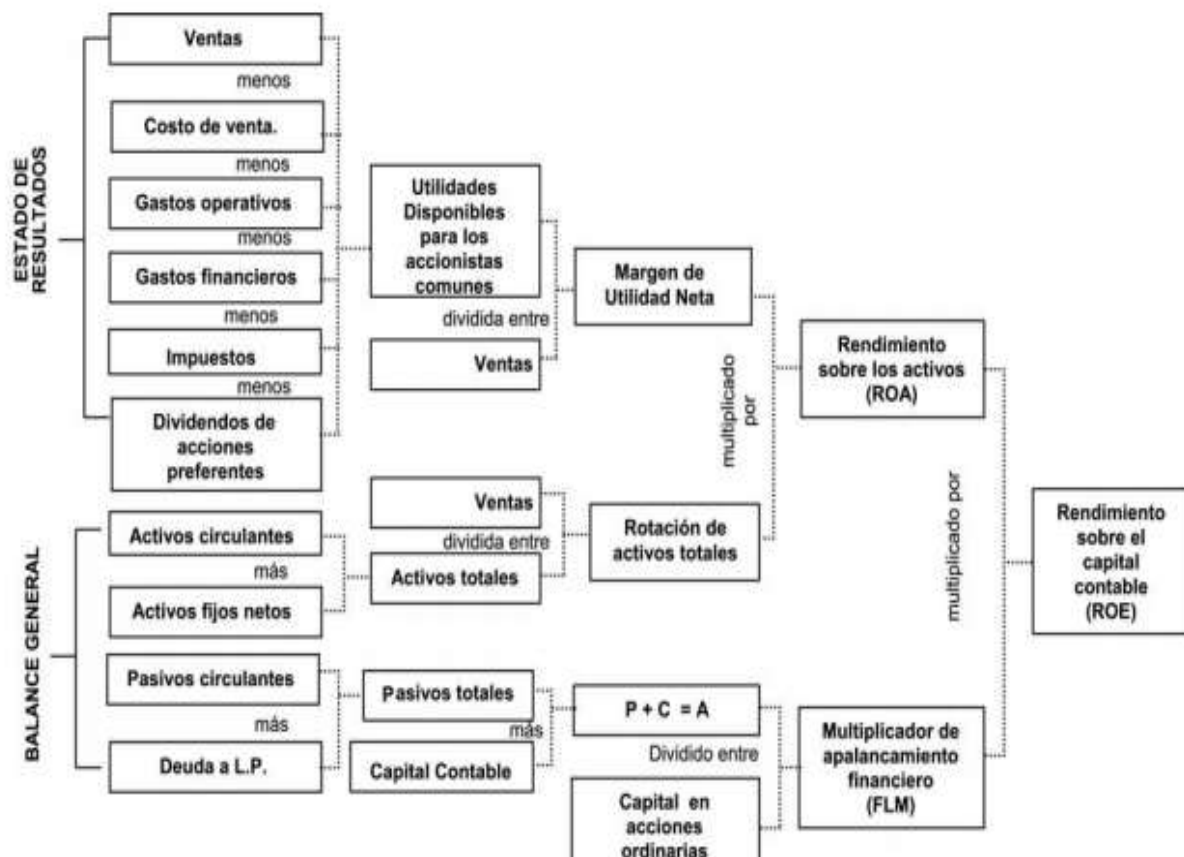 ESTADO DE
RESULTADOS
Ventas
menos
Costo de venta.
menos
Gastos operativos
menos
Gastos financieros
menos
Impuestos
menos
Dividendos de
acciones
preferentes
Utilidades
Disponibles
para los
accionistas
comunes
dividida entre
Ventas
Margen de
Utilidad Neta
multiplicado
por
Rendimiento
sobre los activos
(ROA)
BALANCE GENERAL
Activos circulantes
más
Activos fijos netos
Ventas
dividida entre
Activos totales
Rotación de
activos totales
multiplicado por
Rendimiento
sobre el
capital
contable
(ROE)
Pasivos circulantes
más
Deuda a L.P.
Pasivos totales
más
Capital Contable
P + C = A
Dividido entre
Capital en
acciones
ordinarias
Multiplicador de
apalancamiento
financiero
(FLM)